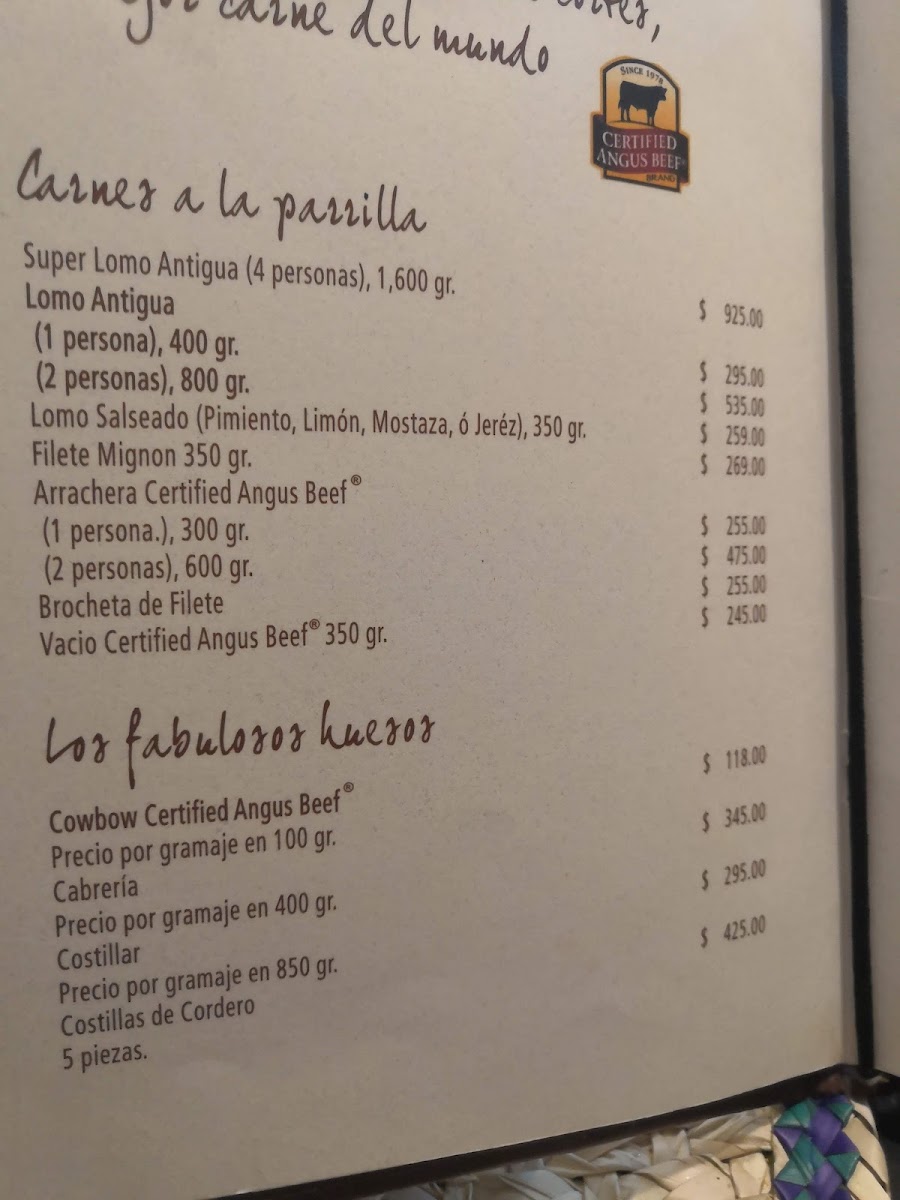 carne del mundo
SINCE 1978
CERTIFIED
ANGUS BEEF®
BRAND
Carnes a la parrilla
Super Lomo Antigua (4 personas), 1,600 gr. $ 925.00
Lomo Antigua
(1 persona), 400 gr. $ 295.00
(2 personas), 800 gr. $ 535.00
Lomo Salseado (Pimiento, Limón, Mostaza, ó Jeréz), 350 gr. $ 259.00
Filete Mignon 350 gr. $ 269.00
Arrachera Certified Angus Beef®
(1 persona.), 300 gr. $ 255.00
(2 personas), 600 gr. $ 475.00
Brocheta de Filete $ 255.00
Vacio Certified Angus Beef® 350 gr. $ 245.00
Los fabulosos huesos
Cowbow Certified Angus Beef® $ 118.00
Precio por gramaje en 100 gr.
Cabrería $ 345.00
Precio por gramaje en 400 gr.
Costillar $ 295.00
Precio por gramaje en 850 gr.
Costillas de Cordero $ 425.00
5 piezas.